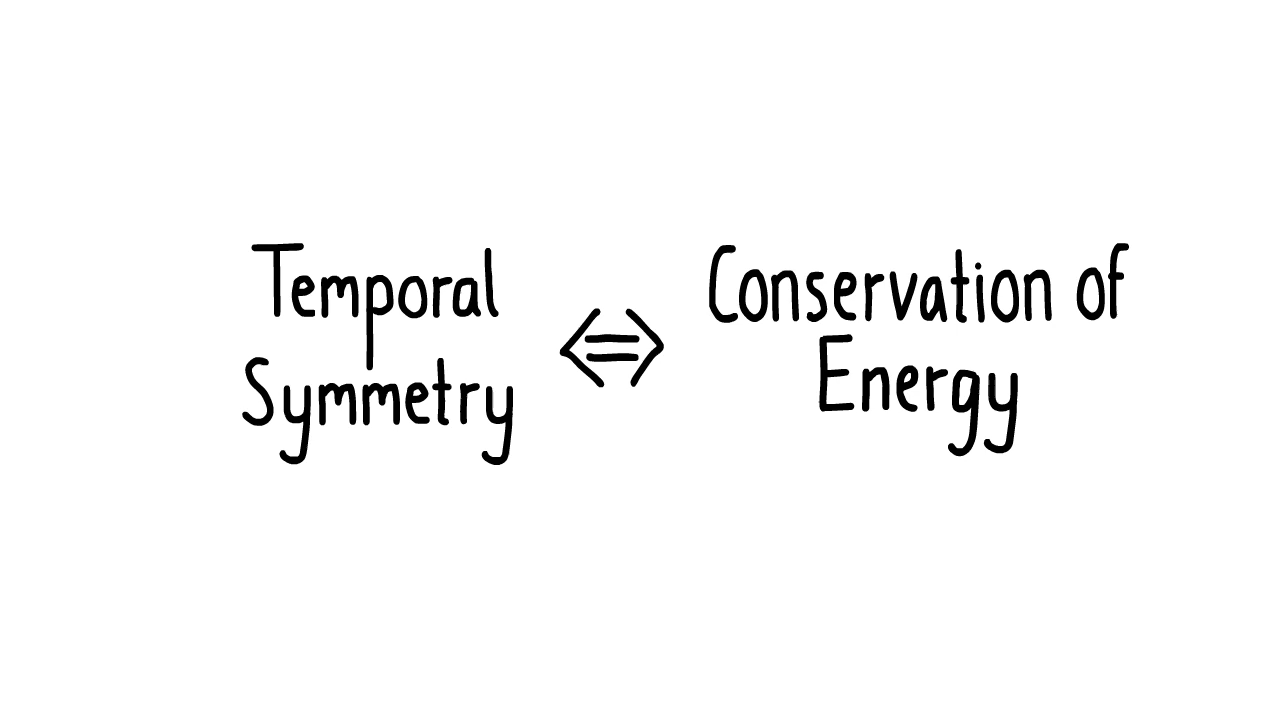 Temporal
Symmetry
⇔
Conservation of
Energy